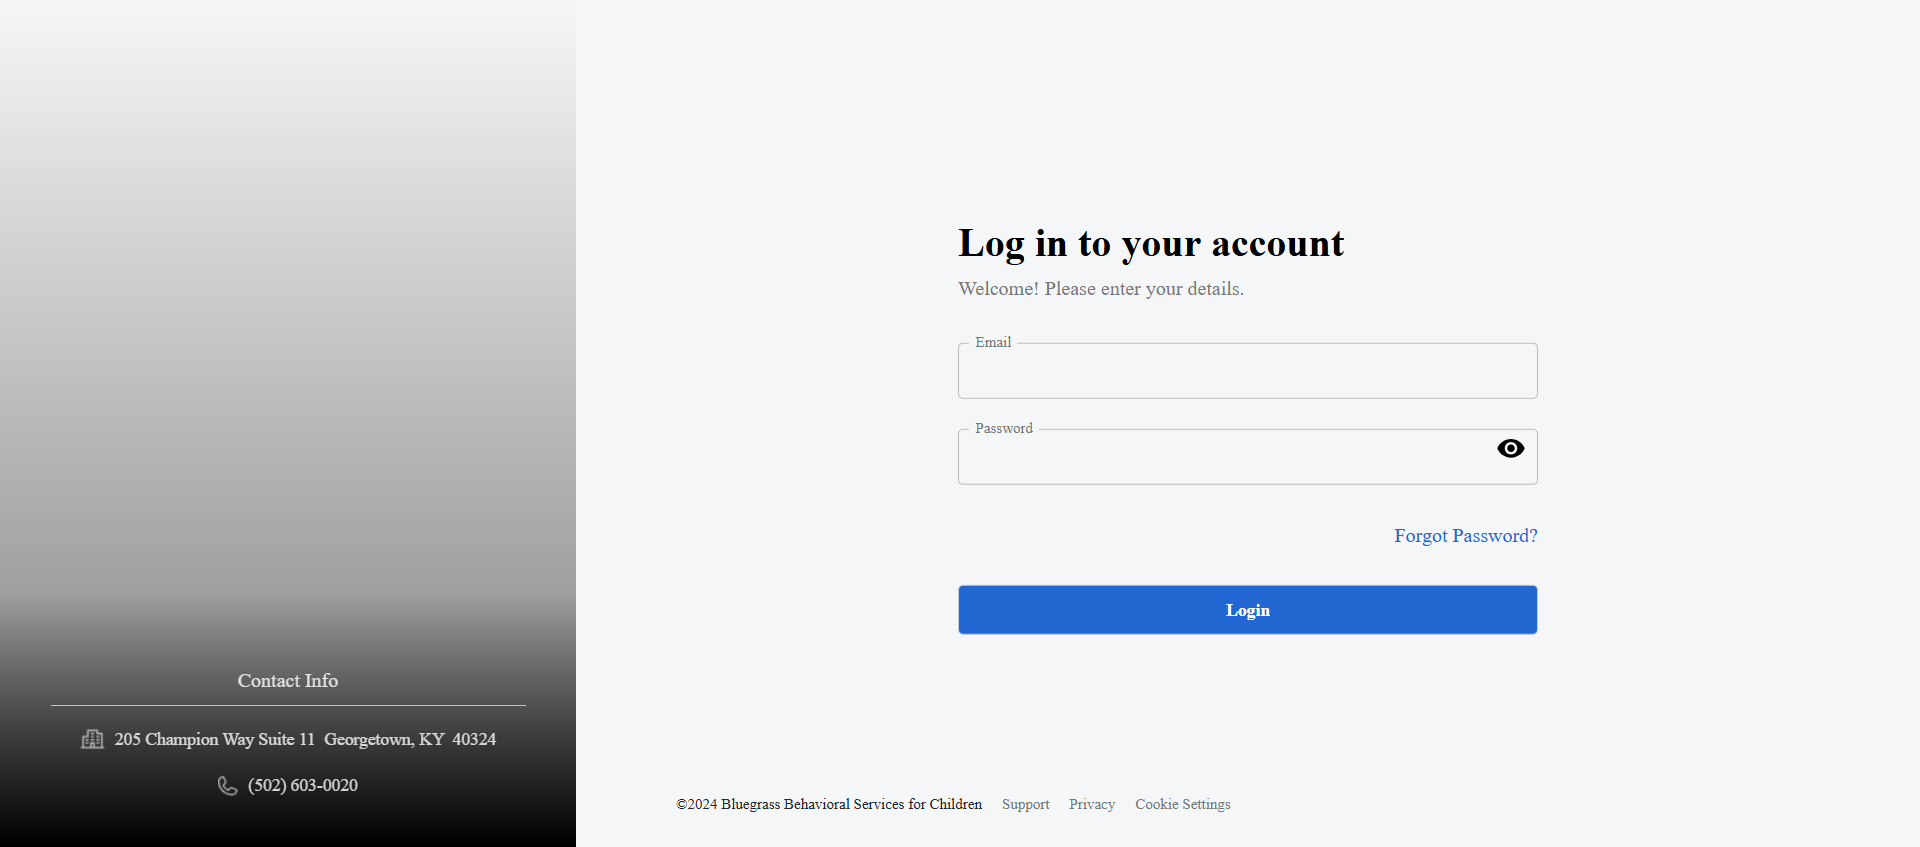 Log in to your account
Welcome! Please enter your details.
Email
Password
Forgot Password?
Login
Contact Info
205 Champion Way Suite 11 Georgetown, KY 40324
(502) 603-0020
©2024 Bluegrass Behavioral Services for Children Support Privacy Cookie Settings